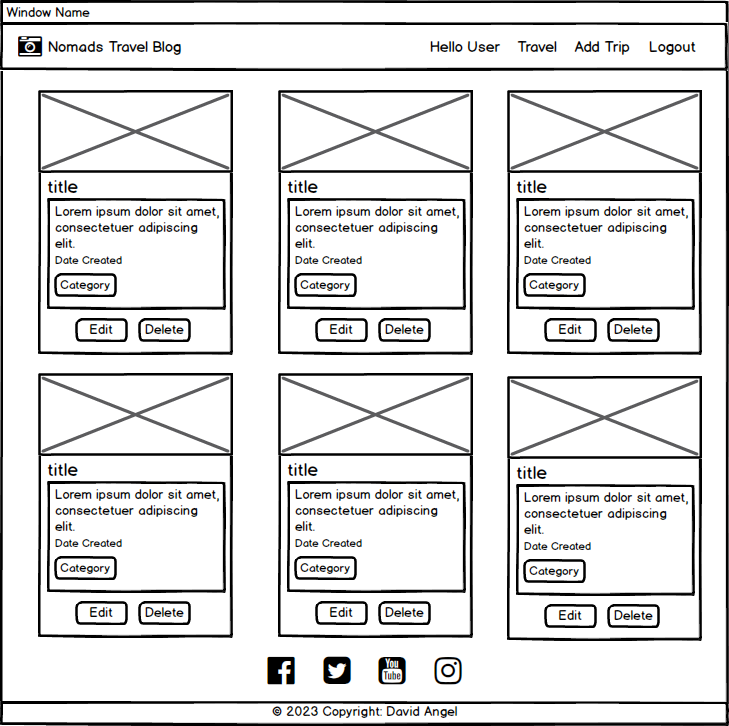 Window Name
Nomads Travel Blog
Hello User Travel Add Trip Logout
title
Lorem ipsum dolor sit amet,
consectetuer adipiscing
elit.
Date Created
Category
Edit Delete
title
Lorem ipsum dolor sit amet,
consectetuer adipiscing
elit.
Date Created
Category
Edit Delete
title
Lorem ipsum dolor sit amet,
consectetuer adipiscing
elit.
Date Created
Category
Edit Delete
title
Lorem ipsum dolor sit amet,
consectetuer adipiscing
elit.
Date Created
Category
Edit Delete
title
Lorem ipsum dolor sit amet,
consectetuer adipiscing
elit.
Date Created
Category
Edit Delete
title
Lorem ipsum dolor sit amet,
consectetuer adipiscing
elit.
Date Created
Category
Edit Delete
You
Tube
© 2023 Copyright: David Angel